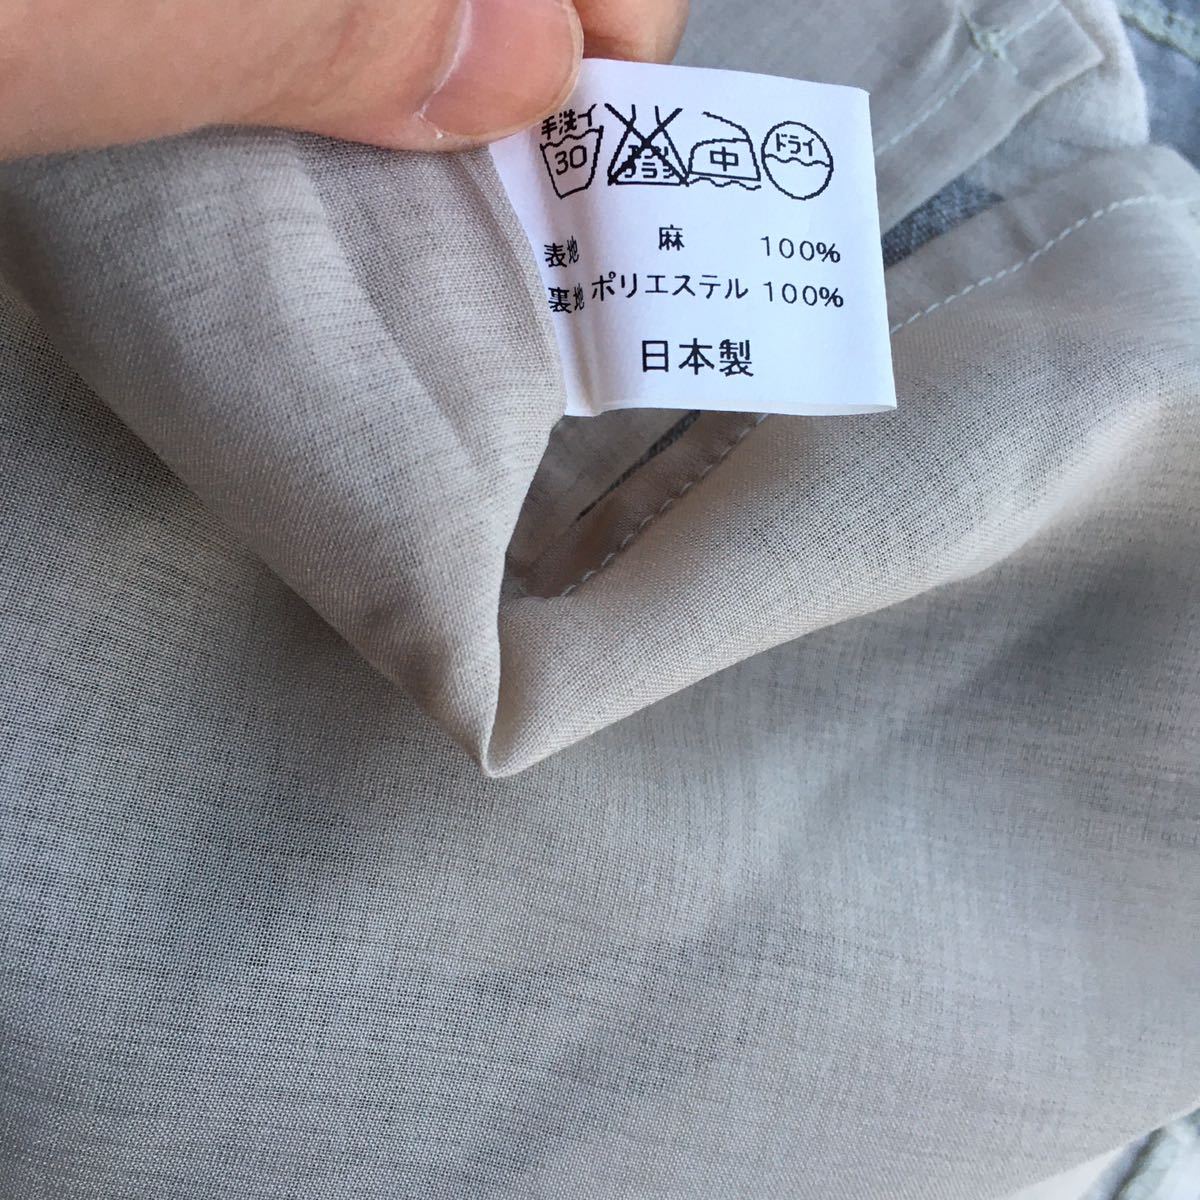 手洗イ
30 エンソ サラシ 中 ドライ
表地 麻 100%
裏地 ポリエステル 100%
日本製